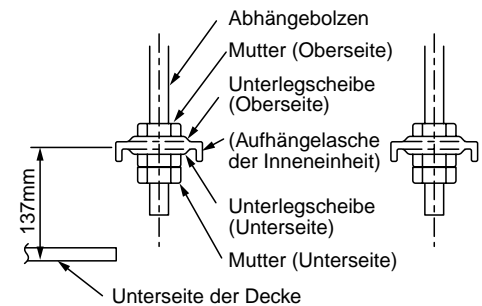 Abhängebolzen
Mutter (Oberseite)
Unterlegscheibe
(Oberseite)
(Aufhängelasche
der Inneneinheit)
137mm
Unterlegscheibe
(Unterseite)
Mutter (Unterseite)
Unterseite der Decke